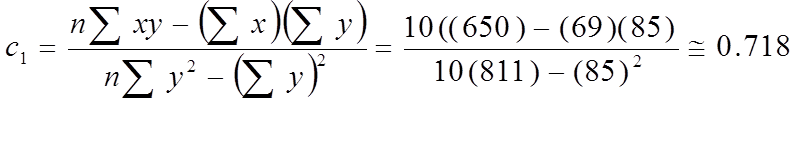 c₁ = (n∑ xy − (∑ x)(∑ y)) / (n∑ y² − (∑ y)²) = (10((650) − (69)(85)) / (10(811) − (85)²) ≅ 0.718